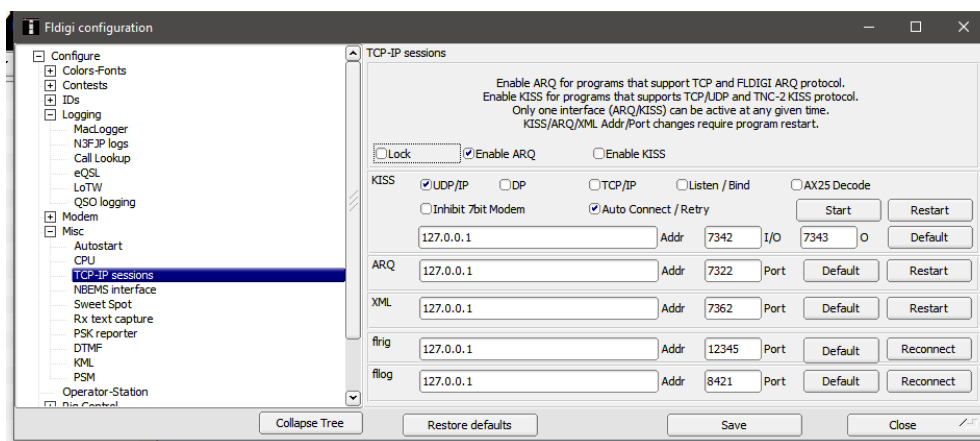 Fldigi configuration
Configure
Colors-Fonts
Contests
IDs
Logging
MacLogger
N3FJP logs
Call Lookup
eQSL
LoTW
QSO logging
Modem
Misc
Autostart
CPU
TCP-IP sessions
NBEMS interface
Sweet Spot
Rx text capture
PSK reporter
DTMF
KML
PSM
Operator-Station
Rig Control
Collapse Tree
TCP-IP sessions
Enable ARQ for programs that support TCP and FLDIGI ARQ protocol.
Enable KISS for programs that supports TCP/UDP and TNC-2 KISS protocol.
Only one interface (ARQ/KISS) can be active at any given time.
KISS/ARQ/XML Addr/Port changes require program restart.
Lock Enable ARQ Enable KISS
KISS UDP/IP DP TCP/IP Listen / Bind AX25 Decode
Inhibit 7bit Modem Auto Connect / Retry Start Restart
127.0.0.1 Addr 7342 I/O 7343 O Default
ARQ 127.0.0.1 Addr 7322 Port Default Restart
XML 127.0.0.1 Addr 7362 Port Default Restart
flrig 127.0.0.1 Addr 12345 Port Default Reconnect
fllog 127.0.0.1 Addr 8421 Port Default Reconnect
Restore defaults Save Close